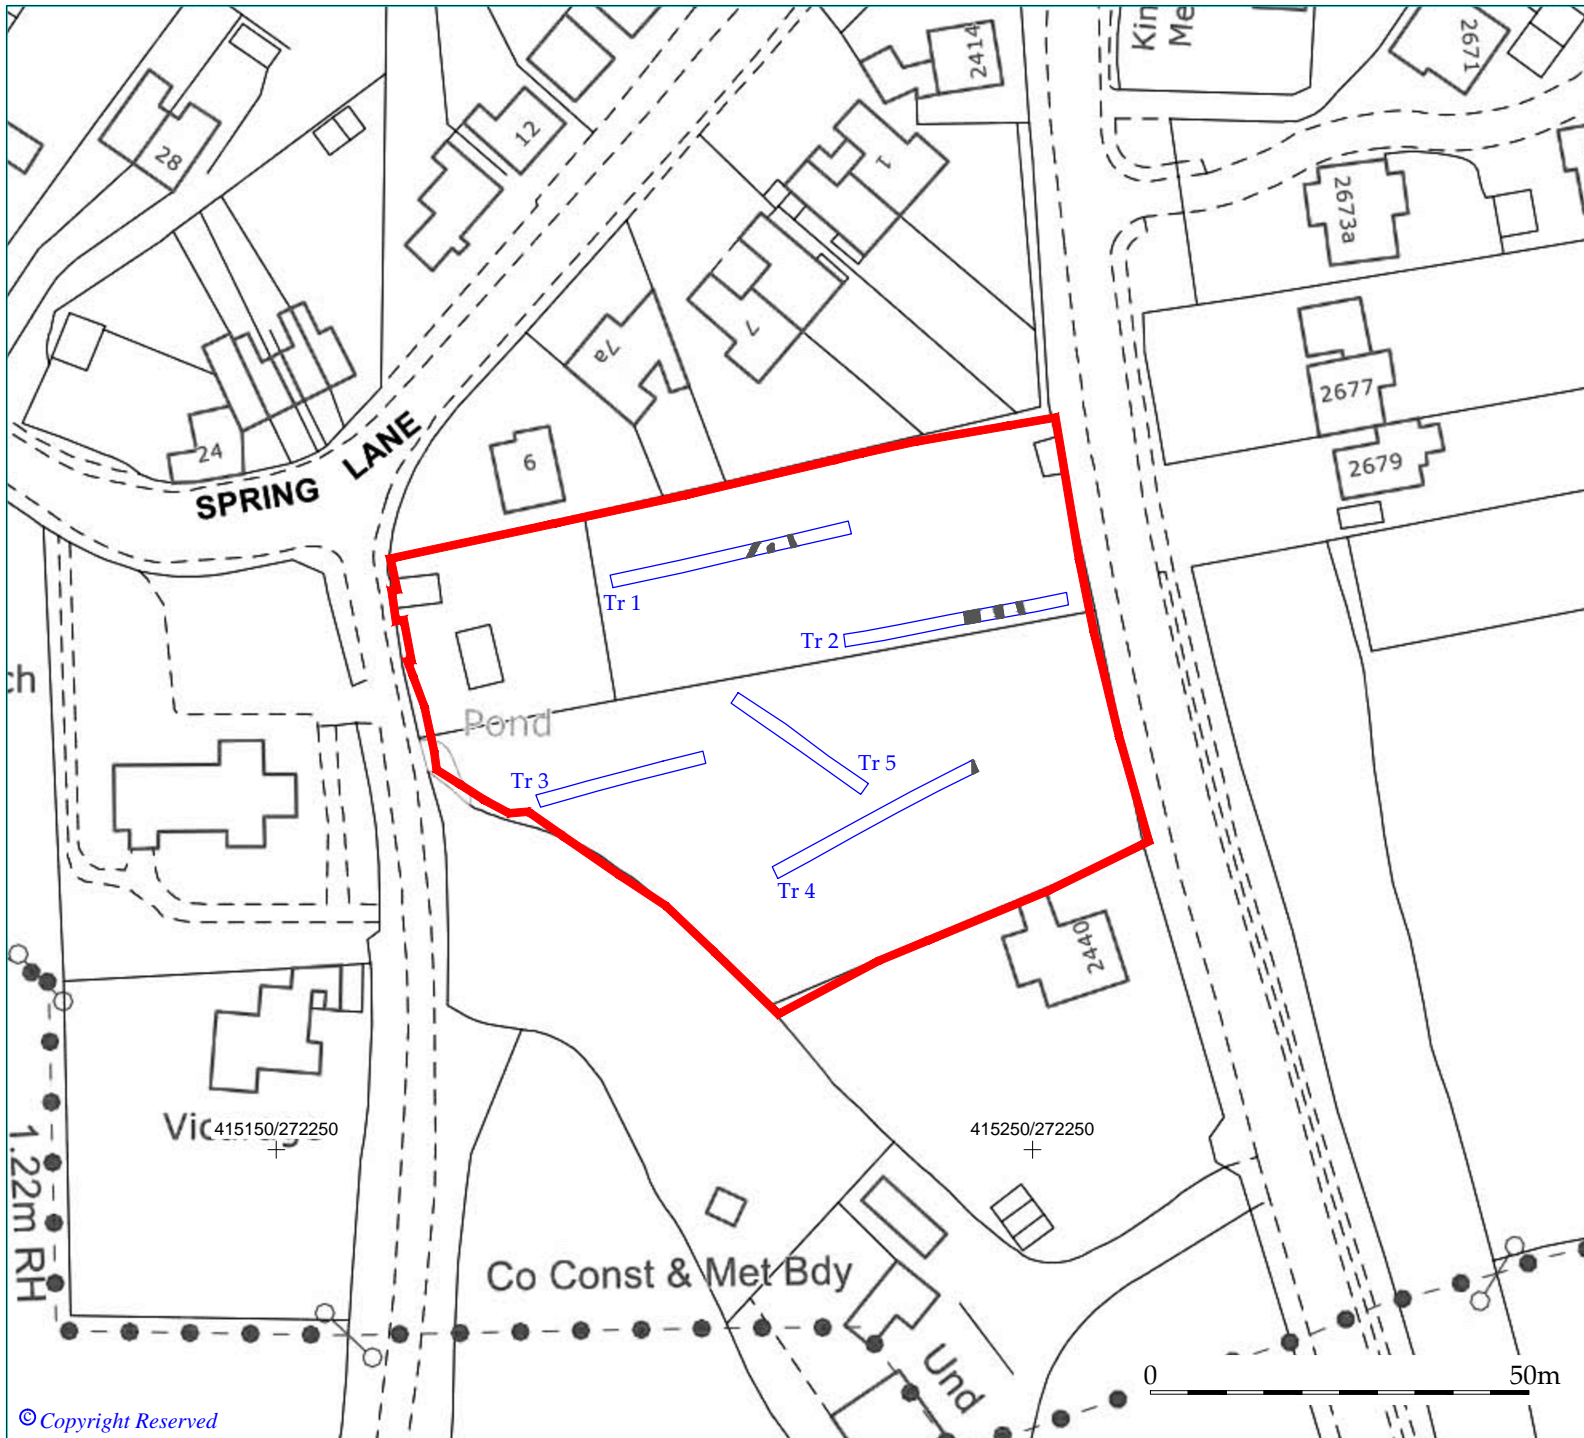 Kin
Me
2671
2414
12
28
1
2673a
7
7a
2677
2679
24
6
SPRING LANE
Tr 1
Tr 2
Pond
Tr 3
Tr 5
Tr 4
2440
415150/272250
415250/272250
1.22m RH
Co Const & Met Bdy
Und
0 50m
© Copyright Reserved